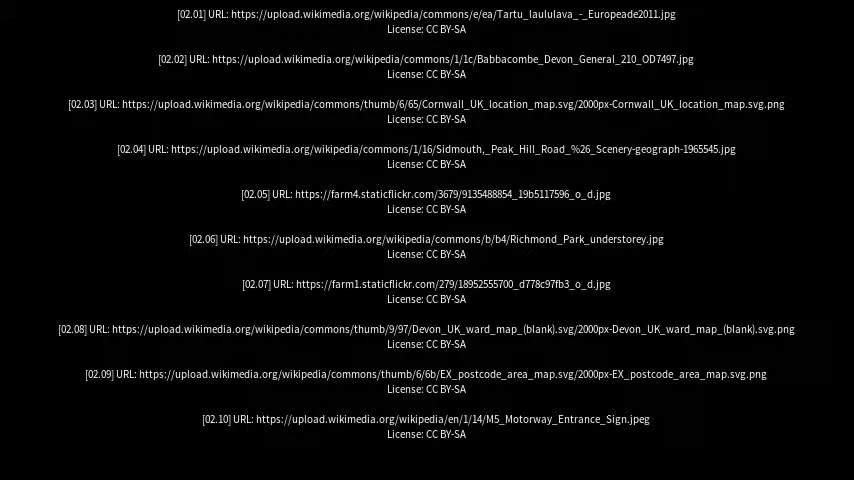 [02.01] URL: https://upload.wikimedia.org/wikipedia/commons/e/ea/Tartu_laululava_-_Europeade2011.jpg
License: CC BY-SA
[02.02] URL: https://upload.wikimedia.org/wikipedia/commons/1/1c/Babbacombe_Devon_General_210_OD7497.jpg
License: CC BY-SA
[02.03] URL: https://upload.wikimedia.org/wikipedia/commons/thumb/6/65/Cornwall_UK_location_map.svg/2000px-Cornwall_UK_location_map.svg.png
License: CC BY-SA
[02.04] URL: https://upload.wikimedia.org/wikipedia/commons/1/16/Sidmouth,_Peak_Hill_Road_%26_Scenery-geograph-1965545.jpg
License: CC BY-SA
[02.05] URL: https://farm4.staticflickr.com/3679/9135488854_19b5117596_o_d.jpg
License: CC BY-SA
[02.06] URL: https://upload.wikimedia.org/wikipedia/commons/b/b4/Richmond_Park_understorey.jpg
License: CC BY-SA
[02.07] URL: https://farm1.staticflickr.com/279/18952555700_d778c97fb3_o_d.jpg
License: CC BY-SA
[02.08] URL: https://upload.wikimedia.org/wikipedia/commons/thumb/9/97/Devon_UK_ward_map_(blank).svg/2000px-Devon_UK_ward_map_(blank).svg.png
License: CC BY-SA
[02.09] URL: https://upload.wikimedia.org/wikipedia/commons/thumb/6/6b/EX_postcode_area_map.svg/2000px-EX_postcode_area_map.svg.png
License: CC BY-SA
[02.10] URL: https://upload.wikimedia.org/wikipedia/en/1/14/M5_Motorway_Entrance_Sign.jpeg
License: CC BY-SA